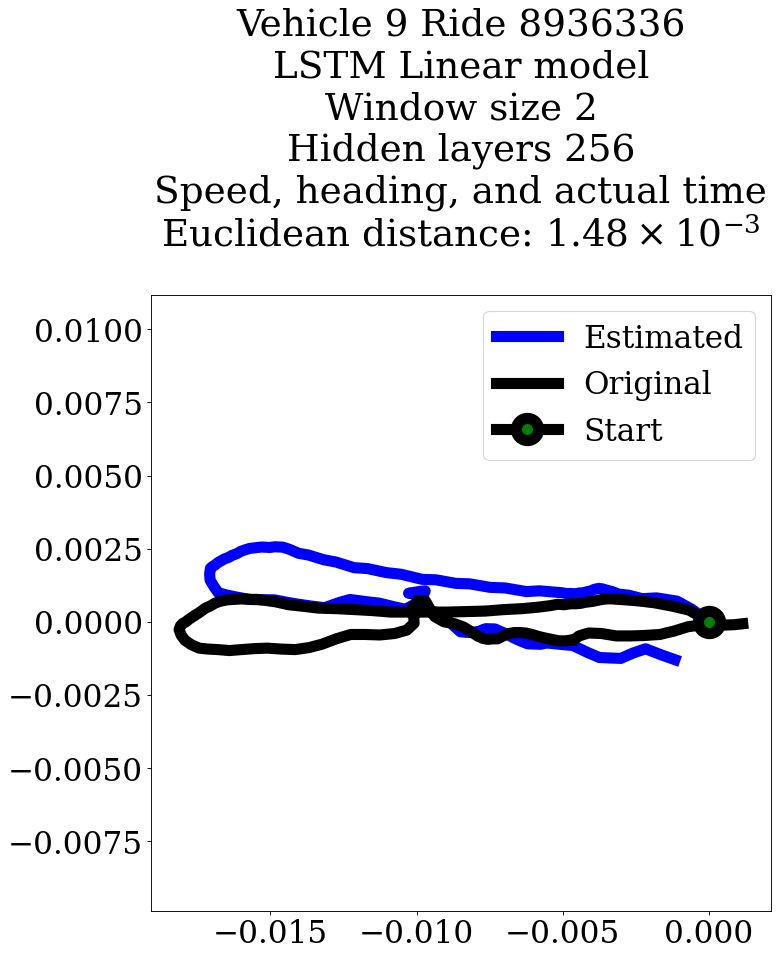 Vehicle 9 Ride 8936336
LSTM Linear model
Window size 2
Hidden layers 256
Speed, heading, and actual time
Euclidean distance: 1.48 × 10⁻³
Estimated
Original
Start
0.0100
0.0075
0.0050
0.0025
0.0000
−0.0025
−0.0050
−0.0075
−0.015 −0.010 −0.005 0.000